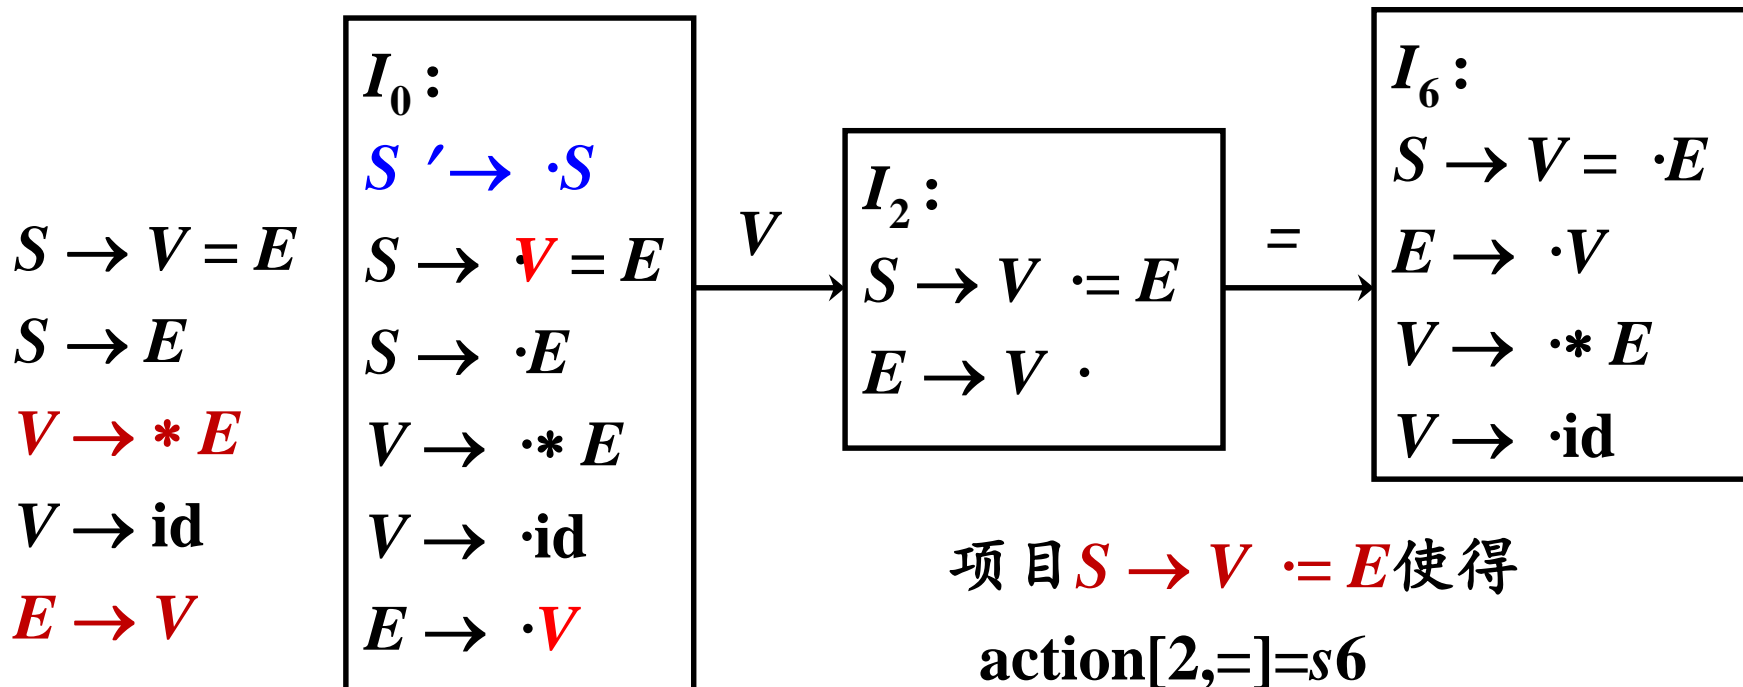 S → V = E
S → E
V → * E
V → id
E → V
I₀ :
S ′ → ·S
S → ·V = E
S → ·E
V → ·* E
V → ·id
E → ·V
V
I₂ :
S → V ·= E
E → V ·
=
I₆ :
S → V = ·E
E → ·V
V → ·* E
V → ·id
项目S → V ·= E使得
action[2,=]=s6